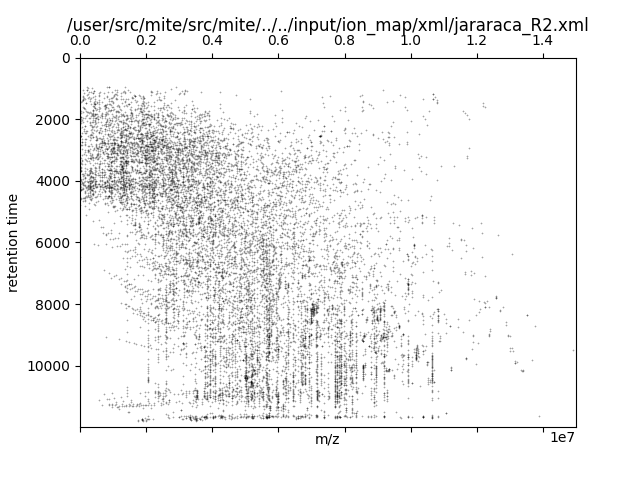 /user/src/mite/src/mite/../../input/ion_map/xml/jararaca_R2.xml
0.0 0.2 0.4 0.6 0.8 1.0 1.2 1.4
0
2000
4000
6000
8000
10000
retention time
m/z
1e7